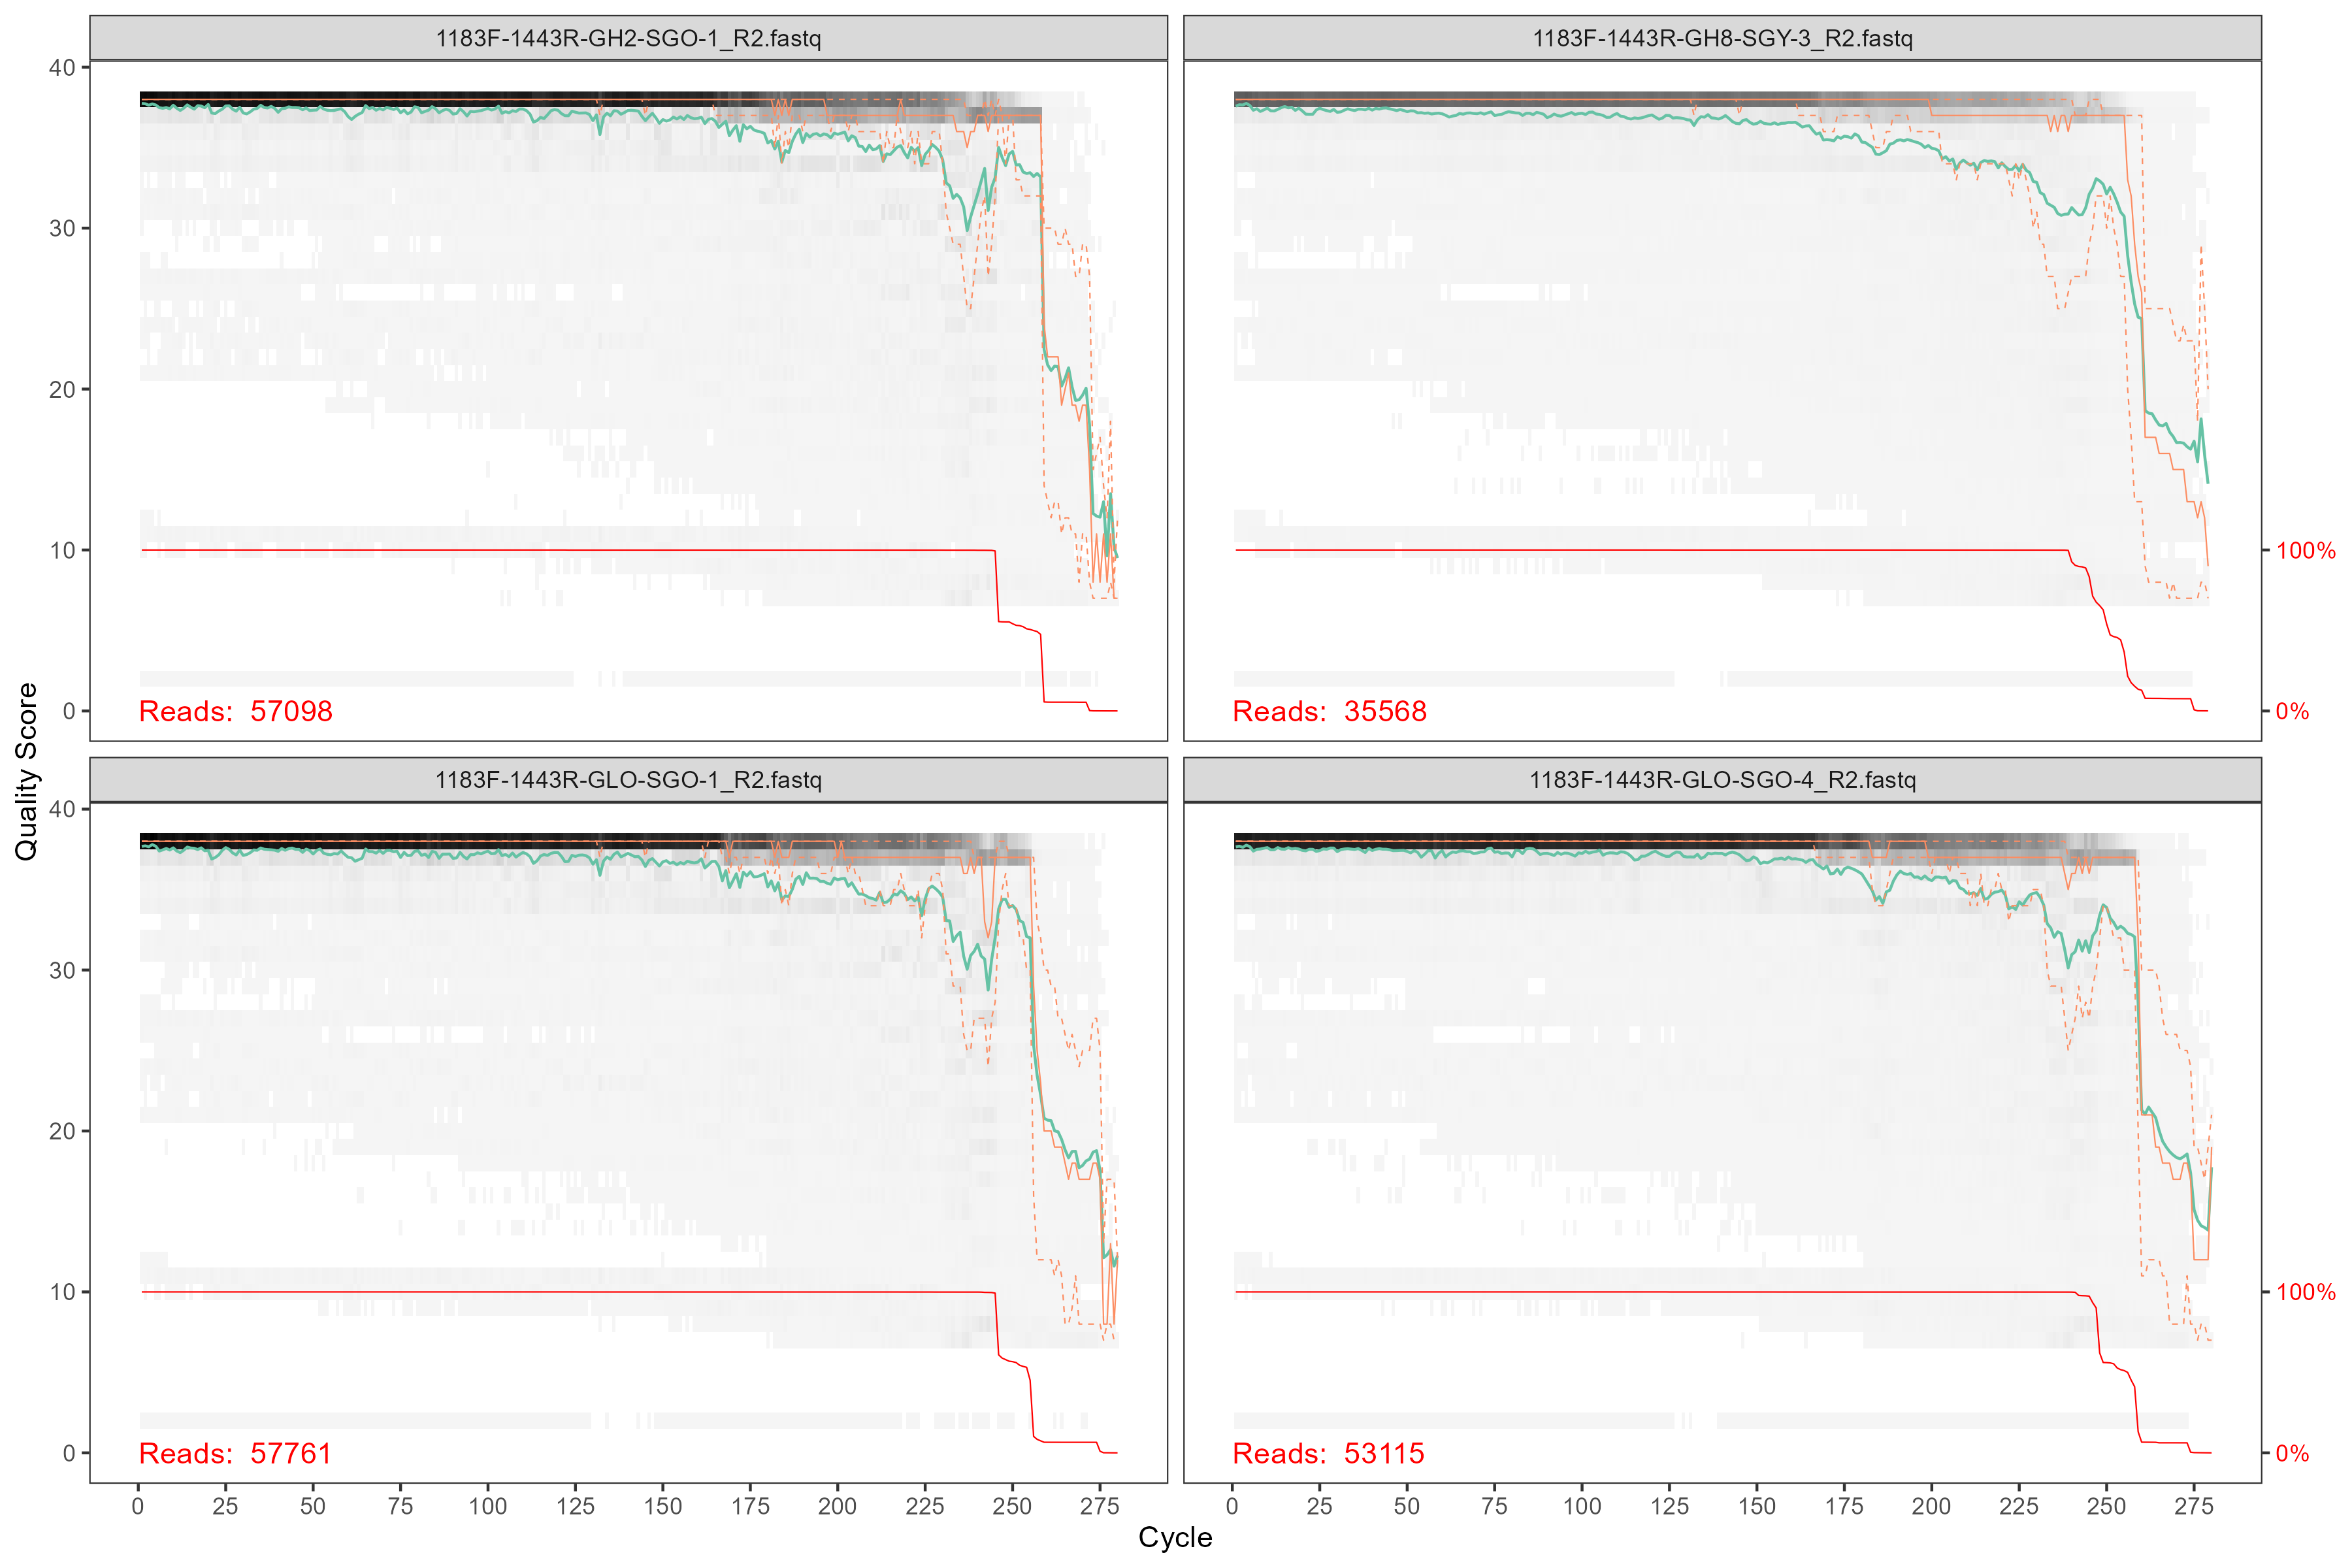 1183F-1443R-GH2-SGO-1_R2.fastq
1183F-1443R-GH8-SGY-3_R2.fastq
40
30
20
10
0
Reads: 57098
Reads: 35568
100%
0%
Quality Score
1183F-1443R-GLO-SGO-1_R2.fastq
1183F-1443R-GLO-SGO-4_R2.fastq
40
30
20
10
0
Reads: 57761
Reads: 53115
100%
0%
0 25 50 75 100 125 150 175 200 225 250 275
0 25 50 75 100 125 150 175 200 225 250 275
Cycle